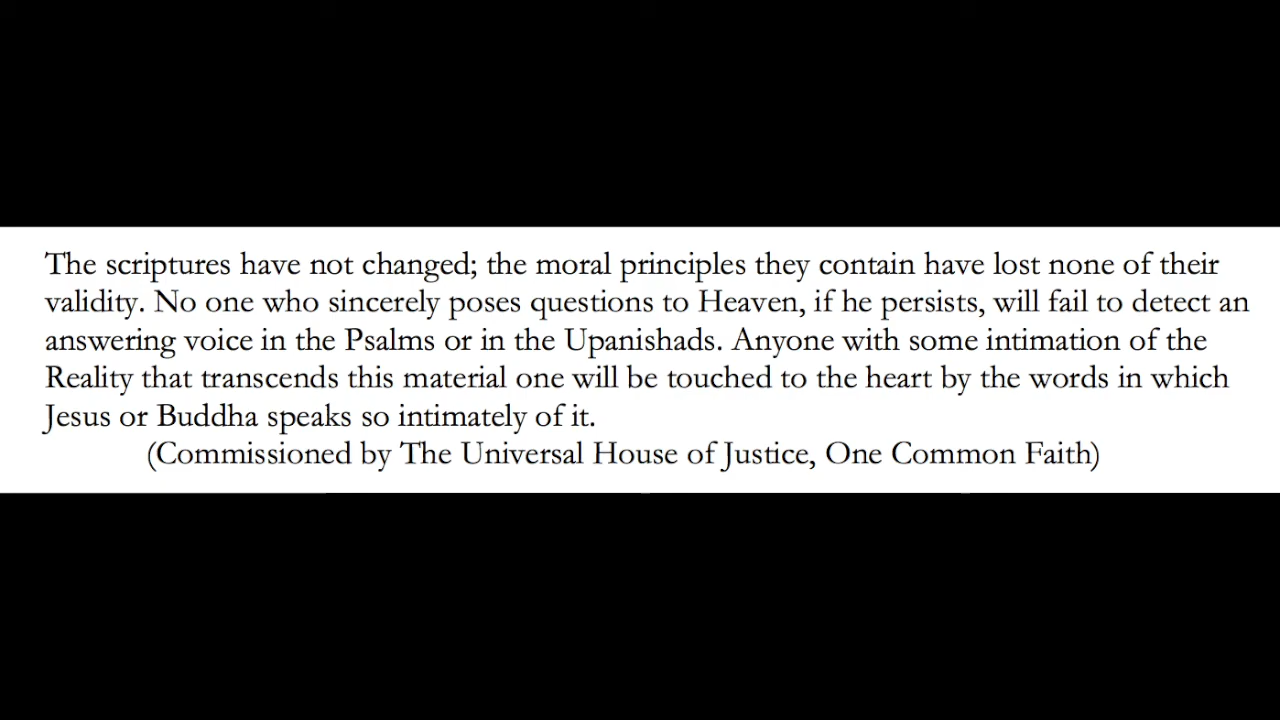 The scriptures have not changed; the moral principles they contain have lost none of their
validity. No one who sincerely poses questions to Heaven, if he persists, will fail to detect an
answering voice in the Psalms or in the Upanishads. Anyone with some intimation of the
Reality that transcends this material one will be touched to the heart by the words in which
Jesus or Buddha speaks so intimately of it.
(Commissioned by The Universal House of Justice, One Common Faith)